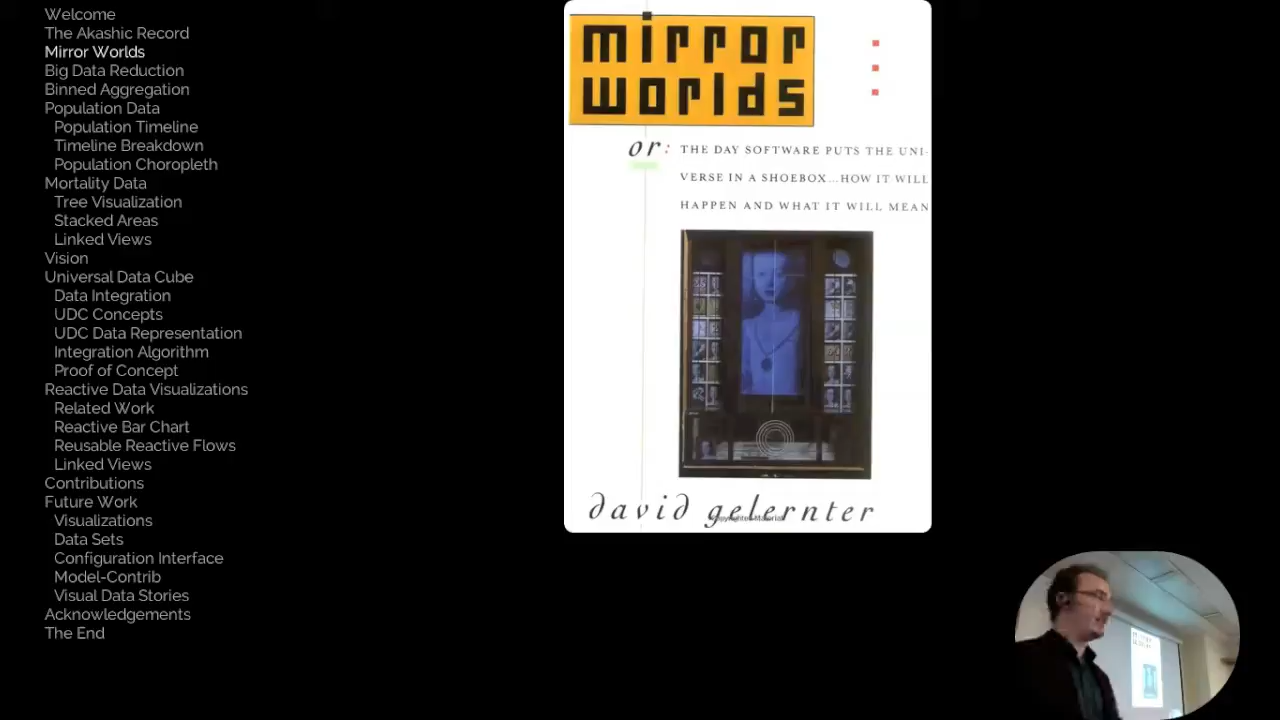 Welcome
The Akashic Record
Mirror Worlds
Big Data Reduction
Binned Aggregation
Population Data
Population Timeline
Timeline Breakdown
Population Choropleth
Mortality Data
Tree Visualization
Stacked Areas
Linked Views
Vision
Universal Data Cube
Data Integration
UDC Concepts
UDC Data Representation
Integration Algorithm
Proof of Concept
Reactive Data Visualizations
Related Work
Reactive Bar Chart
Reusable Reactive Flows
Linked Views
Contributions
Future Work
Visualizations
Data Sets
Configuration Interface
Model-Contrib
Visual Data Stories
Acknowledgements
The End
mirror
worlds
or: THE DAY SOFTWARE PUTS THE UNI-
VERSE IN A SHOEBOX...HOW IT WILL
HAPPEN AND WHAT IT WILL MEAN
david gelernter
Copyrighted Material
mirror
worlds